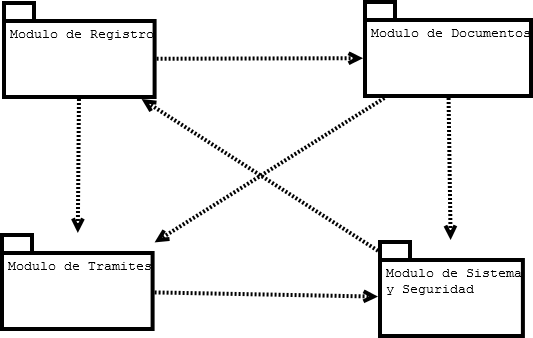 Modulo de Registro
Modulo de Documentos
Modulo de Tramites
Modulo de Sistema
y Seguridad